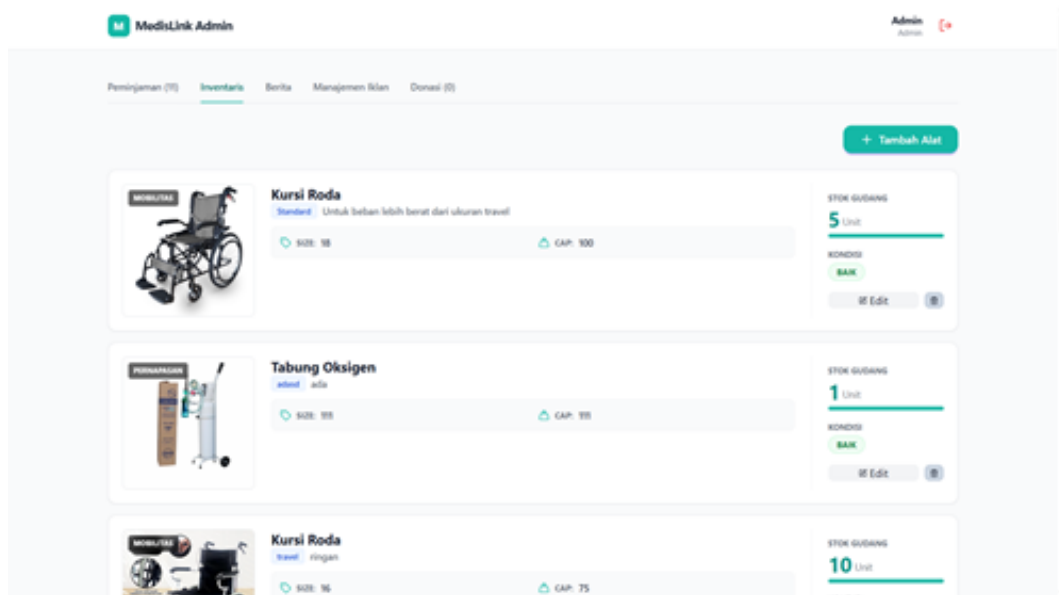 M MedisLink Admin
Admin
Admin
Peminjaman (11) Inventaris Berita Manajemen Iklan Donasi (0)
+ Tambah Alat
MOBILITAS
Kursi Roda
Standard Untuk beban lebih berat dari ukuran travel
SIZE: 18 CAP: 100
STOK GUDANG
5 Unit
KONDISI
BAIK
Edit
PERNAPASAN
Tabung Oksigen
ada
SIZE: 111 CAP: 111
STOK GUDANG
1 Unit
KONDISI
BAIK
Edit
MOBILITAS
Kursi Roda
travel ringan
SIZE: 16 CAP: 75
STOK GUDANG
10 Unit